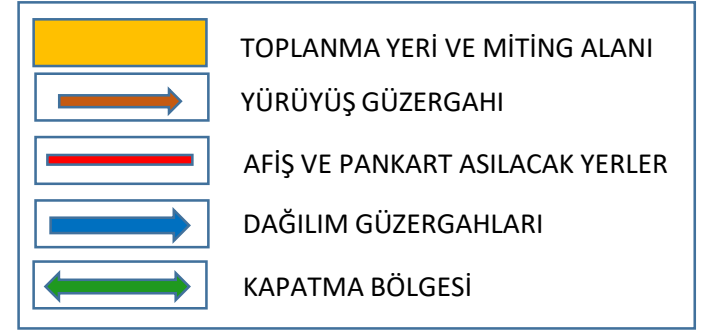 TOPLANMA YERİ VE MİTİNG ALANI
YÜRÜYÜŞ GÜZERGAHI
AFİŞ VE PANKART ASILACAK YERLER
DAĞILIM GÜZERGAHLARI
KAPATMA BÖLGESİ